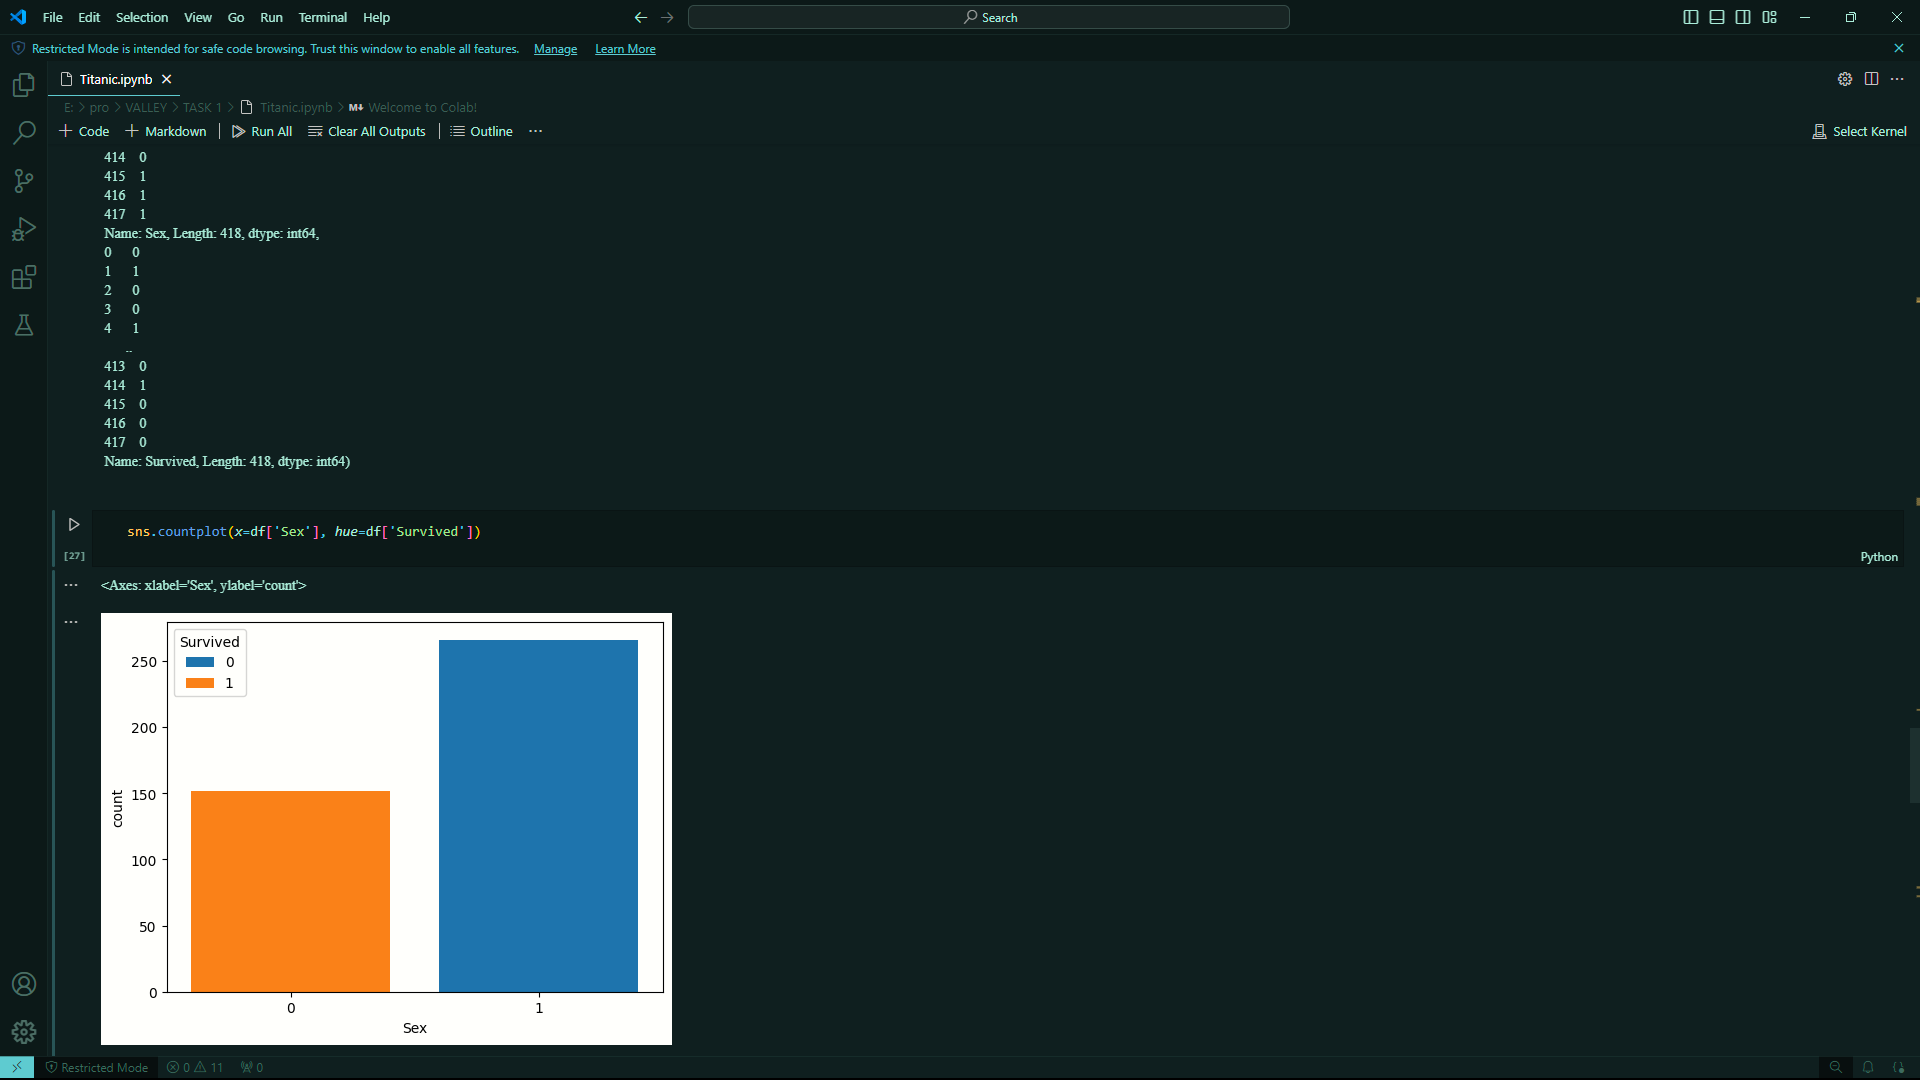 File Edit Selection View Go Run Terminal Help Search
Restricted Mode is intended for safe code browsing. Trust this window to enable all features. Manage Learn More
Titanic.ipynb
E: > pro > VALLEY > TASK 1 > Titanic.ipynb > M↓ Welcome to Colab!
+ Code + Markdown Run All Clear All Outputs Outline ... Select Kernel
414 0
415 1
416 1
417 1
Name: Sex, Length: 418, dtype: int64,
0 0
1 1
2 0
3 0
4 1
..
413 0
414 1
415 0
416 0
417 0
Name: Survived, Length: 418, dtype: int64)
sns.countplot(x=df['Sex'], hue=df['Survived'])
[27]
Python
... <Axes: xlabel='Sex', ylabel='count'>
...
Survived
0
1
250
200
150
100
50
0
count
0 1
Sex
Restricted Mode 0 11 0